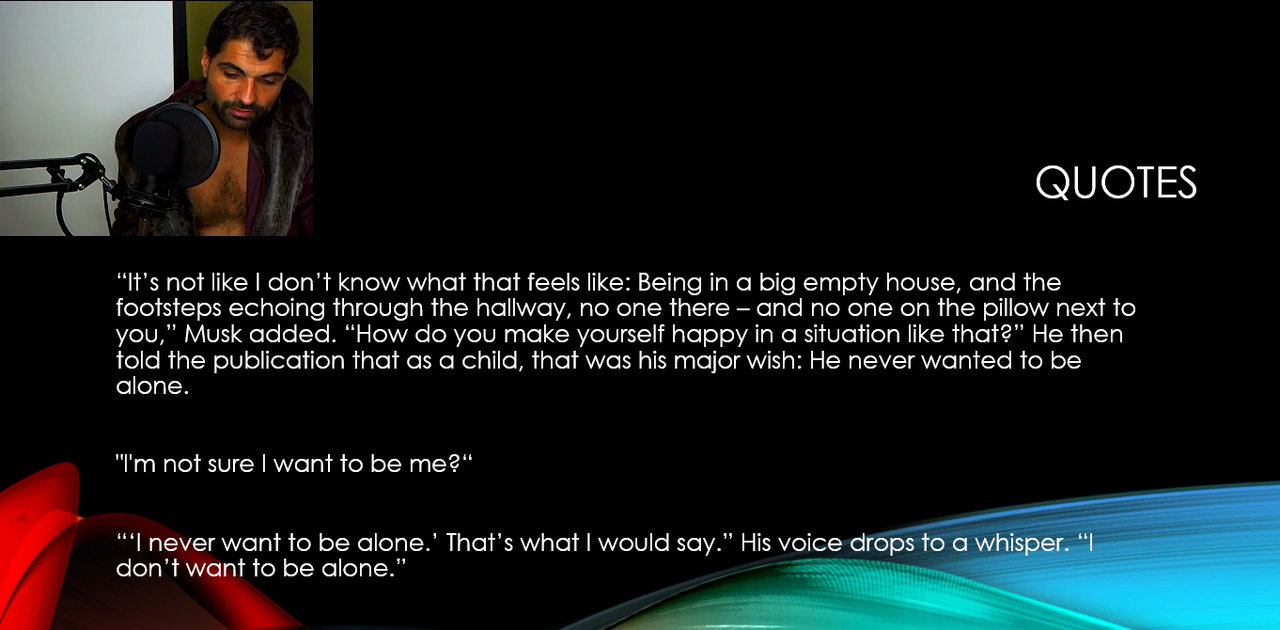 QUOTES
“It’s not like I don’t know what that feels like: Being in a big empty house, and the
footsteps echoing through the hallway, no one there – and no one on the pillow next to
you,” Musk added. “How do you make yourself happy in a situation like that?” He then
told the publication that as a child, that was his major wish: He never wanted to be
alone.
"I'm not sure I want to be me?“
“‘I never want to be alone.’ That’s what I would say.” His voice drops to a whisper. “I
don’t want to be alone.”